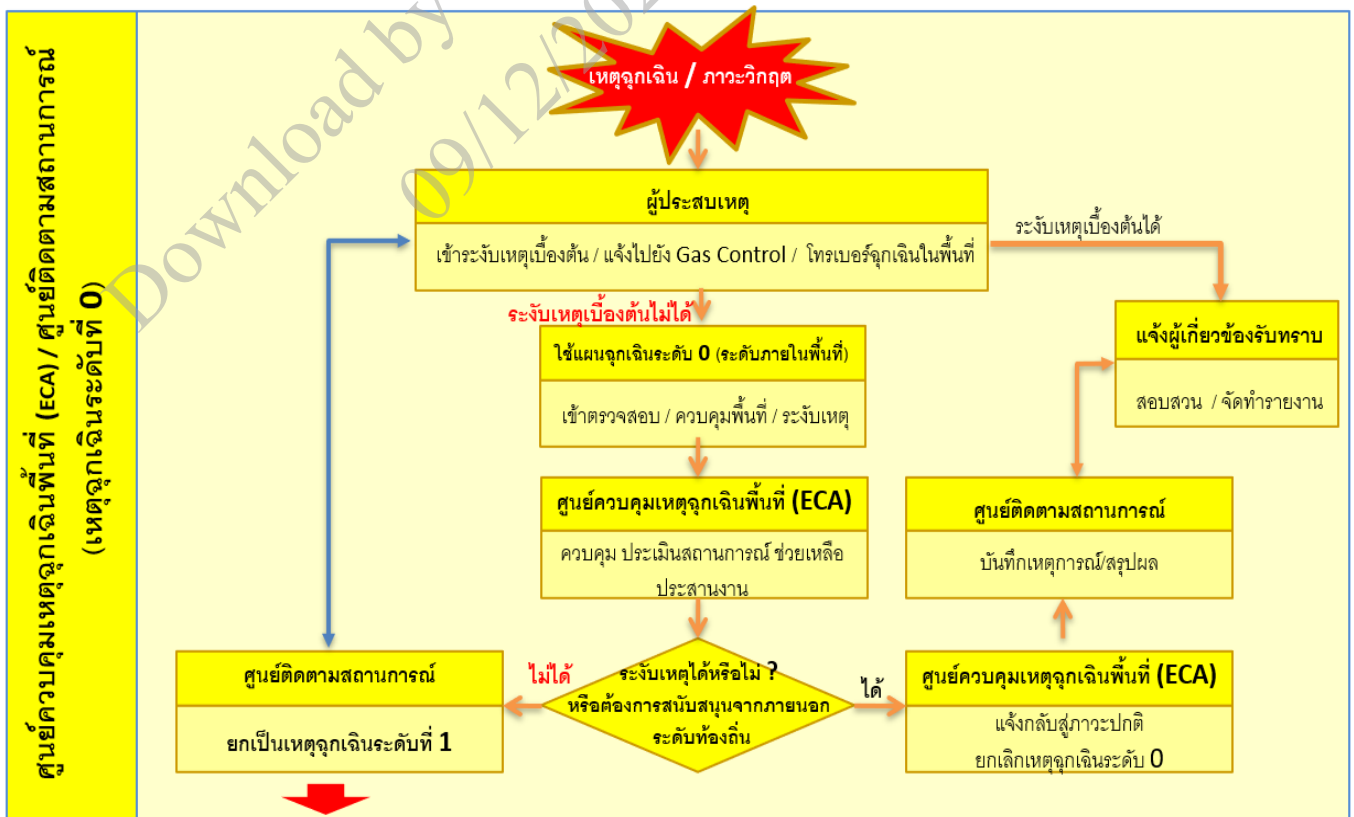 ศูนย์ควบคุมเหตุฉุกเฉินพื้นที่ (ECA) / ศูนย์ติดตามสถานการณ์
(เหตุฉุกเฉินระดับที่ 0)
Download by
09/12/202
เหตุฉุกเฉิน / ภาวะวิกฤต
ผู้ประสบเหตุ
เข้าระงับเหตุเบื้องต้น / แจ้งไปยัง Gas Control / โทรเบอร์ฉุกเฉินในพื้นที่
ระงับเหตุเบื้องต้นได้
ระงับเหตุเบื้องต้นไม่ได้
แจ้งผู้เกี่ยวข้องรับทราบ
สอบสวน / จัดทำรายงาน
ใช้แผนฉุกเฉินระดับ 0 (ระดับภายในพื้นที่)
เข้าตรวจสอบ / ควบคุมพื้นที่ / ระงับเหตุ
ศูนย์ควบคุมเหตุฉุกเฉินพื้นที่ (ECA)
ควบคุม ประเมินสถานการณ์ ช่วยเหลือ
ประสานงาน
ศูนย์ติดตามสถานการณ์
บันทึกเหตุการณ์/สรุปผล
ระงับเหตุได้หรือไม่ ?
หรือต้องการสนับสนุนจากภายนอก
ระดับท้องถิ่น
ไม่ได้
ได้
ศูนย์ติดตามสถานการณ์
ยกเป็นเหตุฉุกเฉินระดับที่ 1
ศูนย์ควบคุมเหตุฉุกเฉินพื้นที่ (ECA)
แจ้งกลับสู่ภาวะปกติ
ยกเลิกเหตุฉุกเฉินระดับ 0